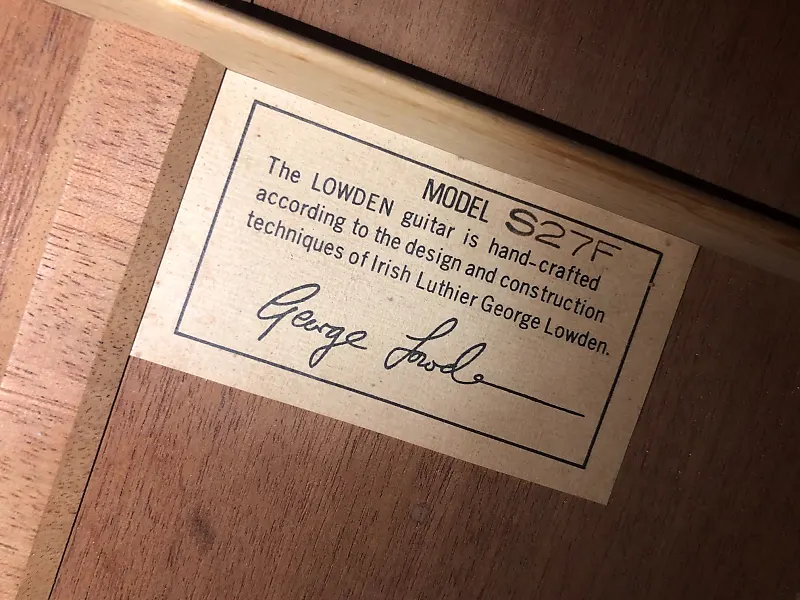 MODEL S27F
The LOWDEN guitar is hand-crafted
according to the design and construction
techniques of Irish Luthier George Lowden.
George Lowden